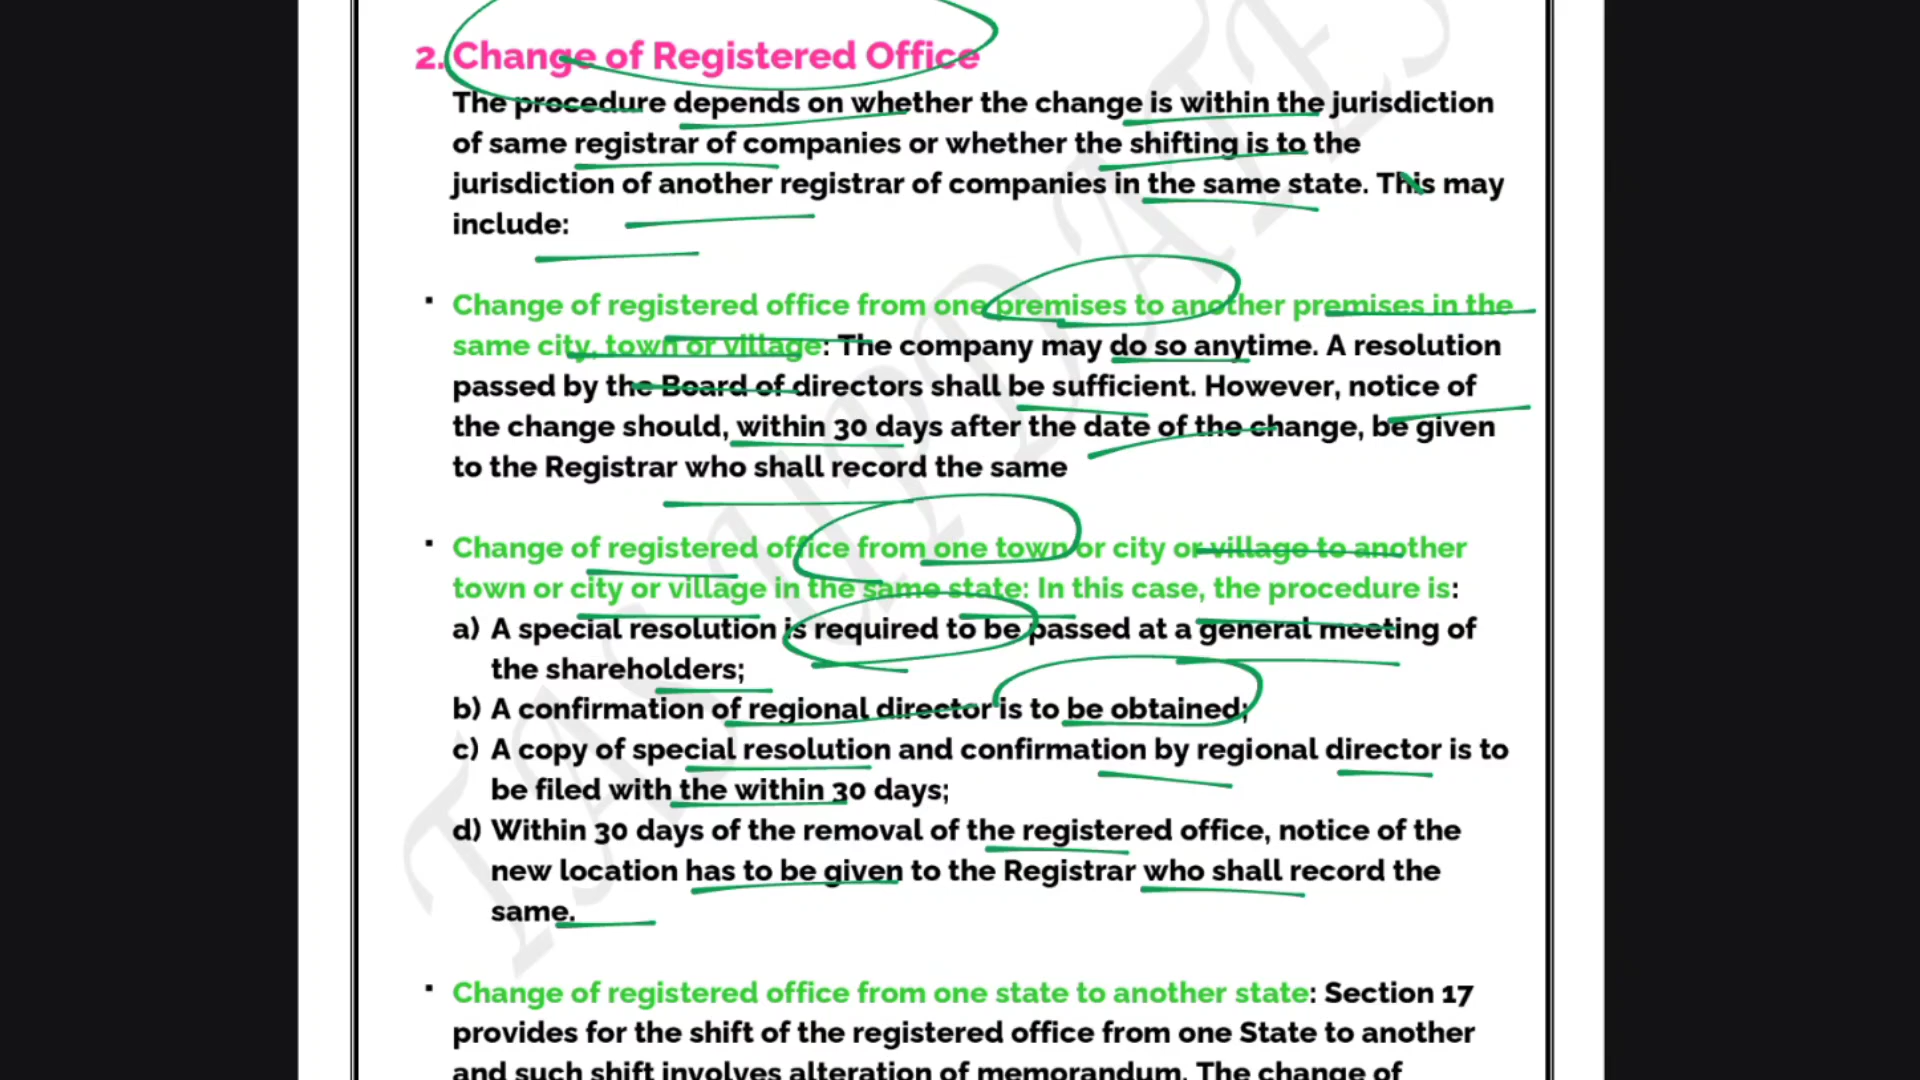 2. Change of Registered Office
The procedure depends on whether the change is within the jurisdiction
of same registrar of companies or whether the shifting is to the
jurisdiction of another registrar of companies in the same state. This may
include:
▪ Change of registered office from one premises to another premises in the
same city, town or village: The company may do so anytime. A resolution
passed by the Board of directors shall be sufficient. However, notice of
the change should, within 30 days after the date of the change, be given
to the Registrar who shall record the same
▪ Change of registered office from one town or city or village to another
town or city or village in the same state: In this case, the procedure is:
a) A special resolution is required to be passed at a general meeting of
the shareholders;
b) A confirmation of regional director is to be obtained;
c) A copy of special resolution and confirmation by regional director is to
be filed with the within 30 days;
d) Within 30 days of the removal of the registered office, notice of the
new location has to be given to the Registrar who shall record the
same.
▪ Change of registered office from one state to another state: Section 17
provides for the shift of the registered office from one State to another
and such shift involves alteration of memorandum. The change of